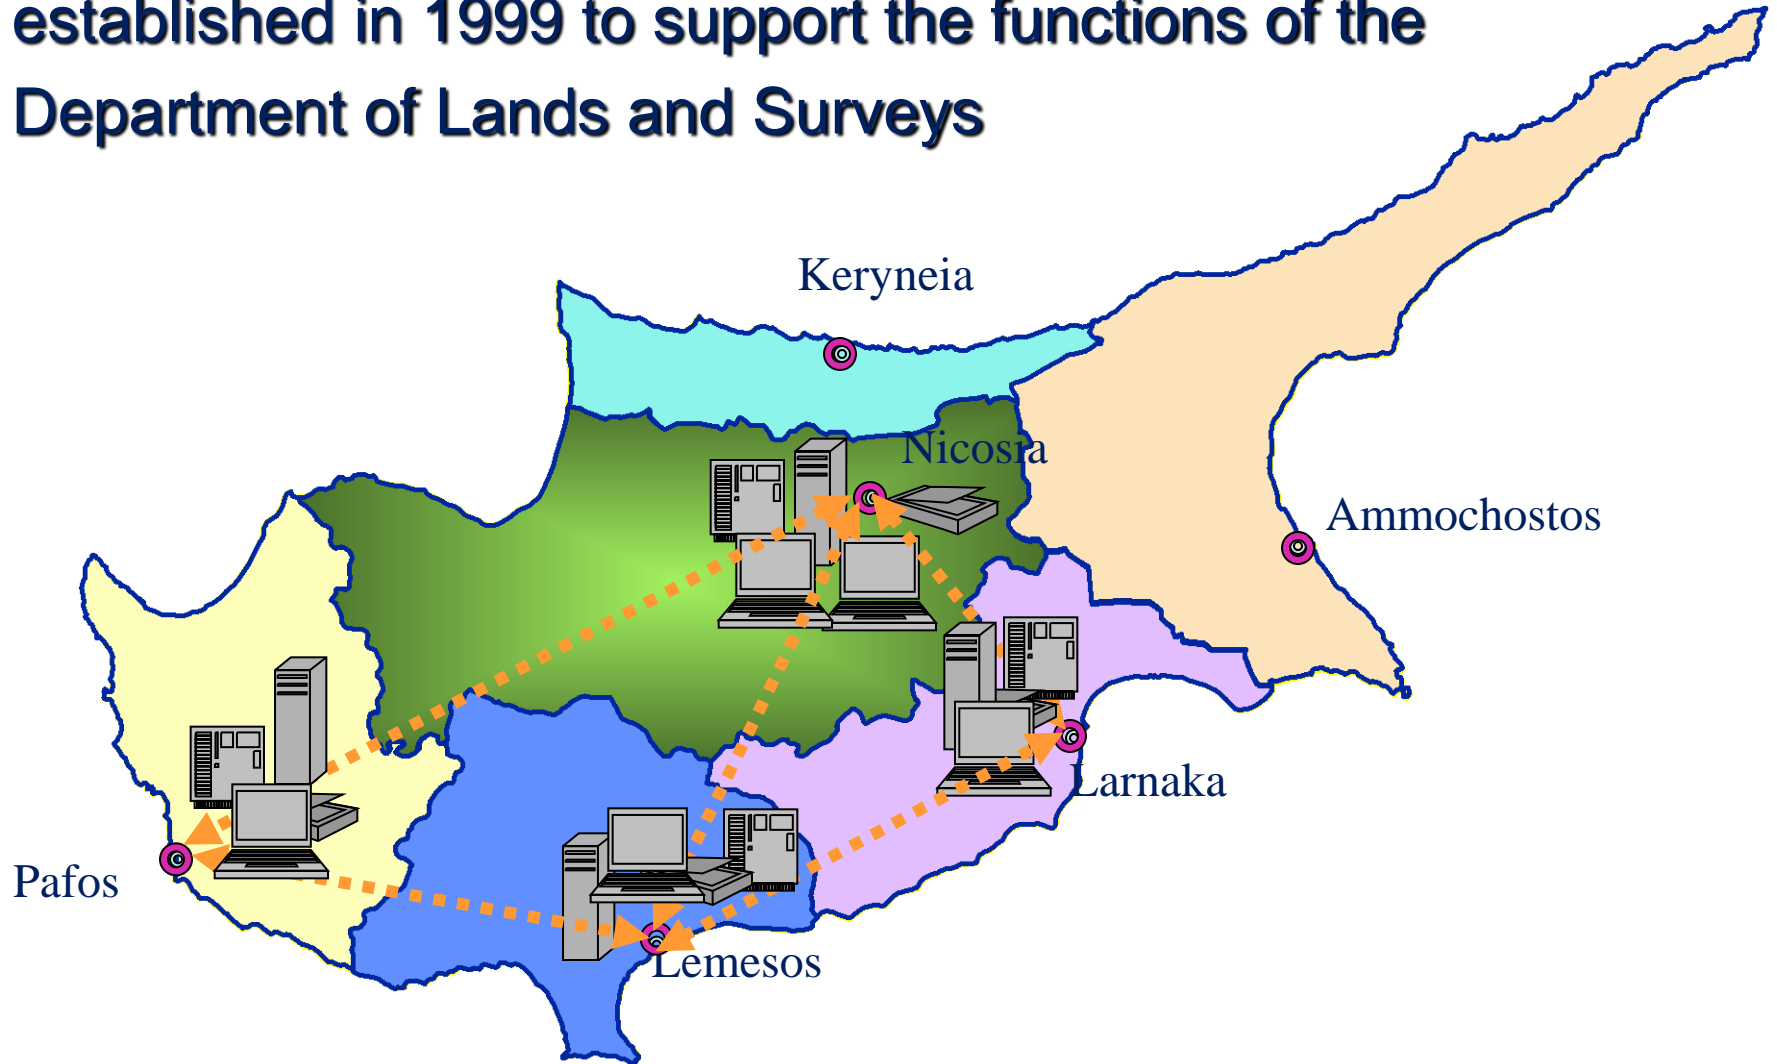 established in 1999 to support the functions of the
Department of Lands and Surveys
Keryneia
Nicosia
Ammochostos
Larnaka
Pafos
Lemesos